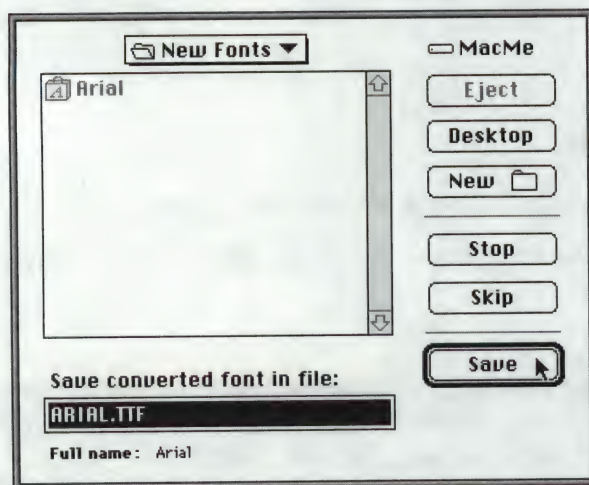 New Fonts
MacMe
Arial
Eject
Desktop
New
Stop
Skip
Save
Save converted font in file:
ARIAL.TTF
Full name: Arial